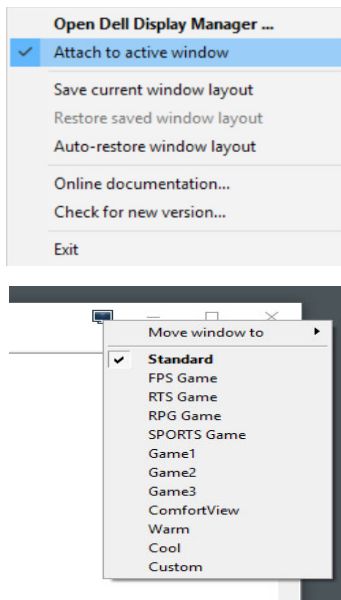 Open Dell Display Manager ...
Attach to active window
Save current window layout
Restore saved window layout
Auto-restore window layout
Online documentation...
Check for new version...
Exit
Move window to
Standard
FPS Game
RTS Game
RPG Game
SPORTS Game
Game1
Game2
Game3
ComfortView
Warm
Cool
Custom